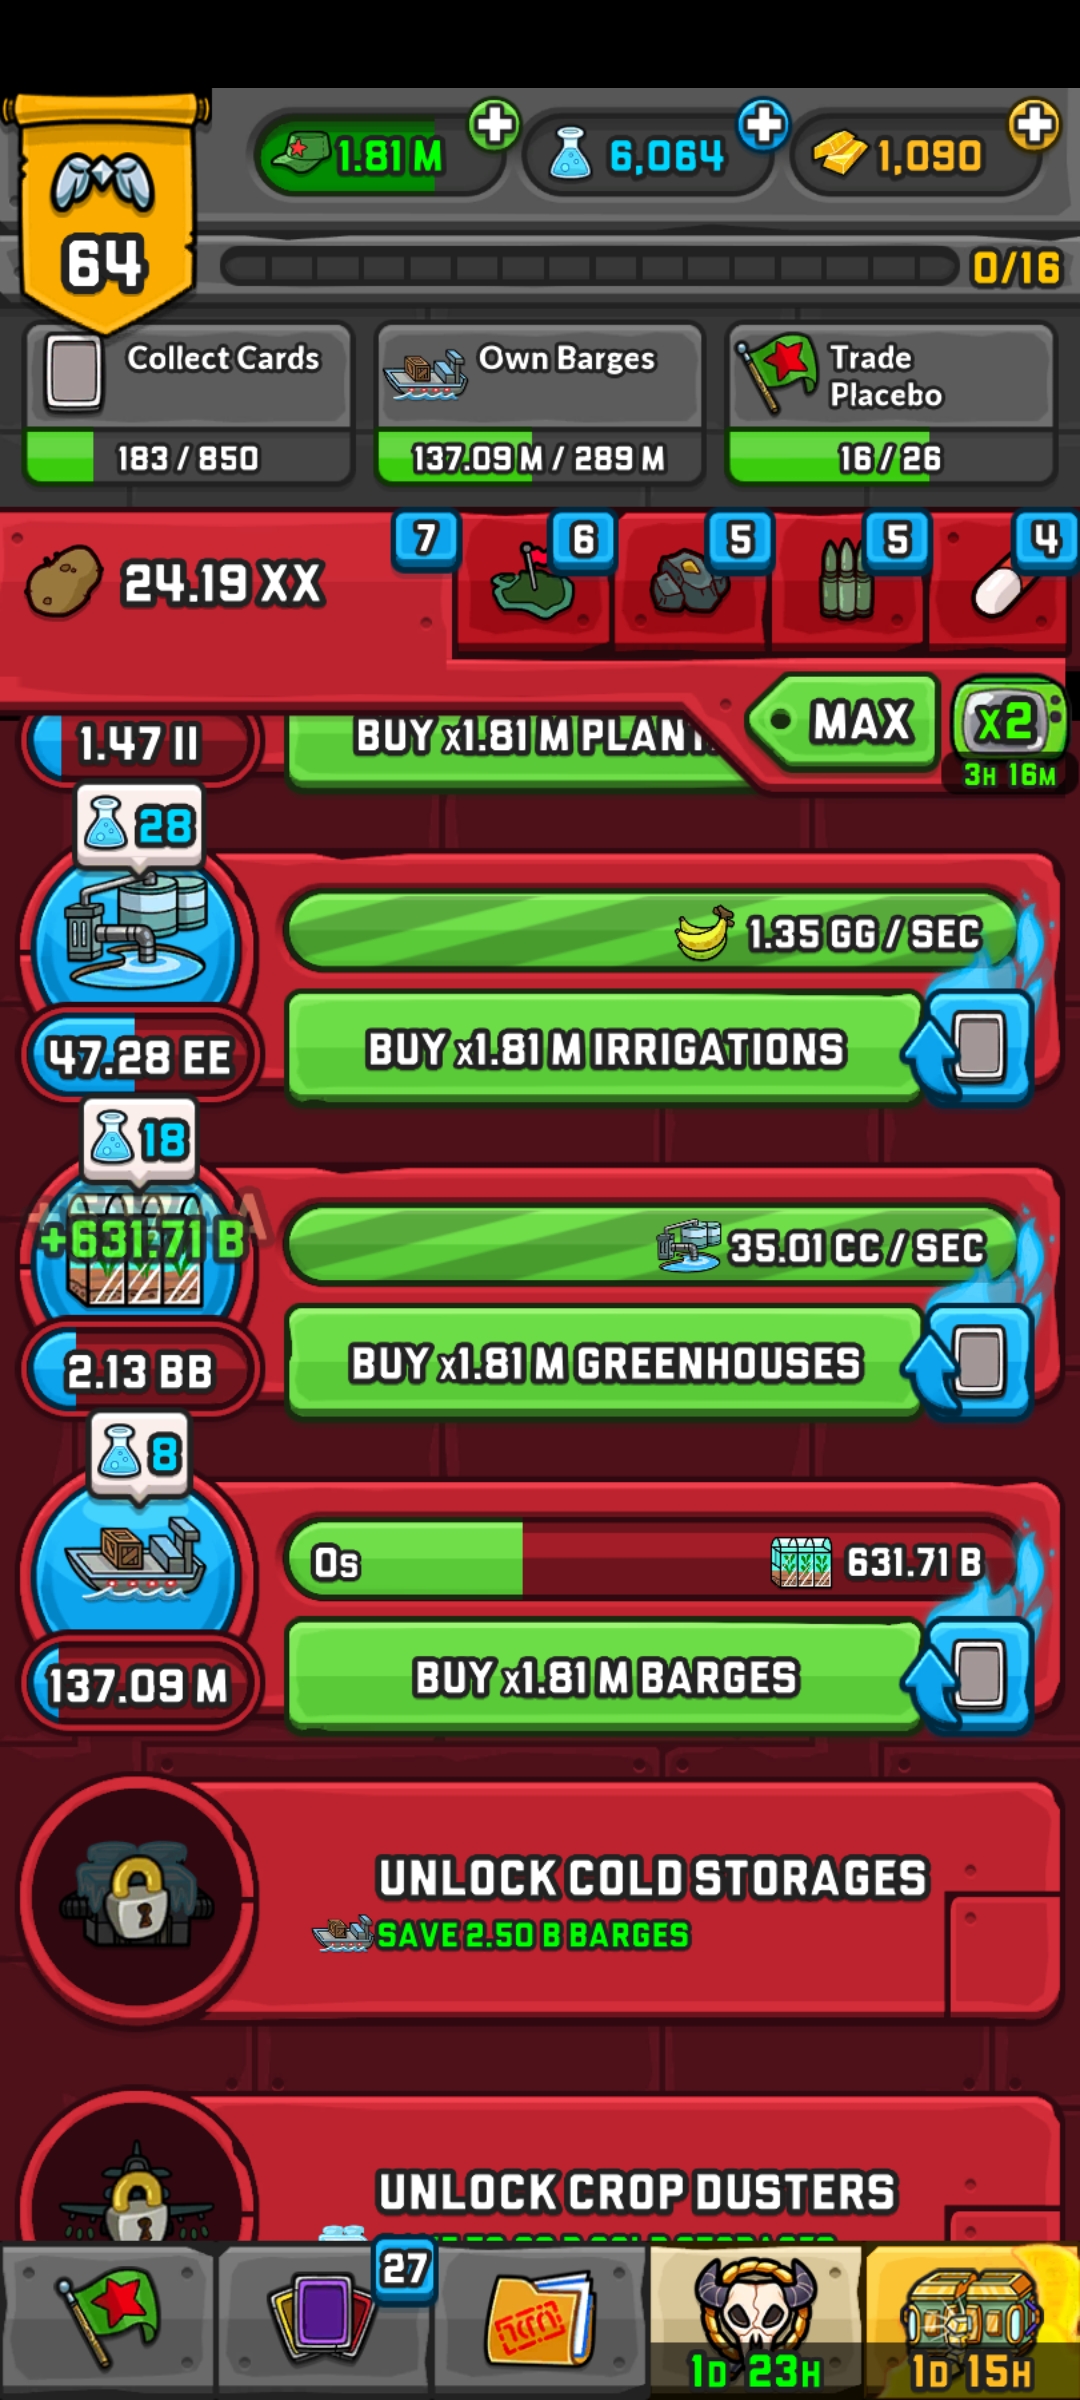 1.81 M
6,064
1,090
64
0/16
Collect Cards
183 / 850
Own Barges
137.09 M / 289 M
Trade
Placebo
16 / 26
24.19 XX
7
6
5
5
4
MAX
x2
3H 16M
1.47 II
BUY x1.81 M PLANT
28
1.35 GG / SEC
47.28 EE
BUY x1.81 M IRRIGATIONS
18
+631.71 B
35.01 CC / SEC
2.13 BB
BUY x1.81 M GREENHOUSES
8
0s
631.71 B
137.09 M
BUY x1.81 M BARGES
UNLOCK COLD STORAGES
SAVE 2.50 B BARGES
UNLOCK CROP DUSTERS
27
1D 23H
1D 15H